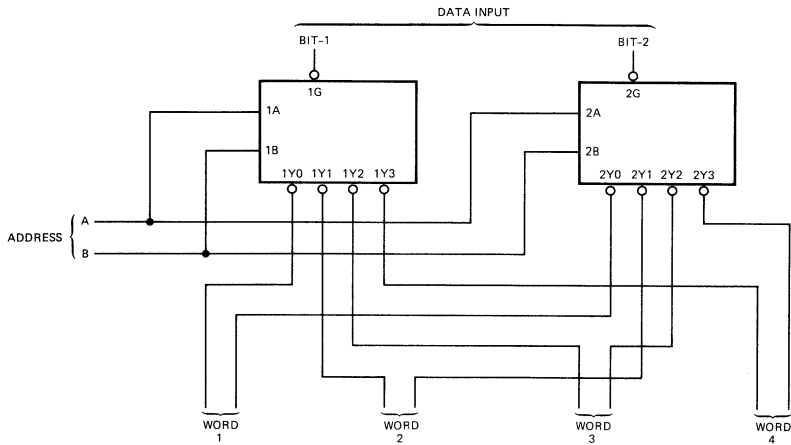 DATA INPUT
BIT-1
BIT-2
1G
2G
1A
2A
1B
2B
1Y0 1Y1 1Y2 1Y3
2Y0 2Y1 2Y2 2Y3
A
ADDRESS
B
WORD
1
WORD
2
WORD
3
WORD
4